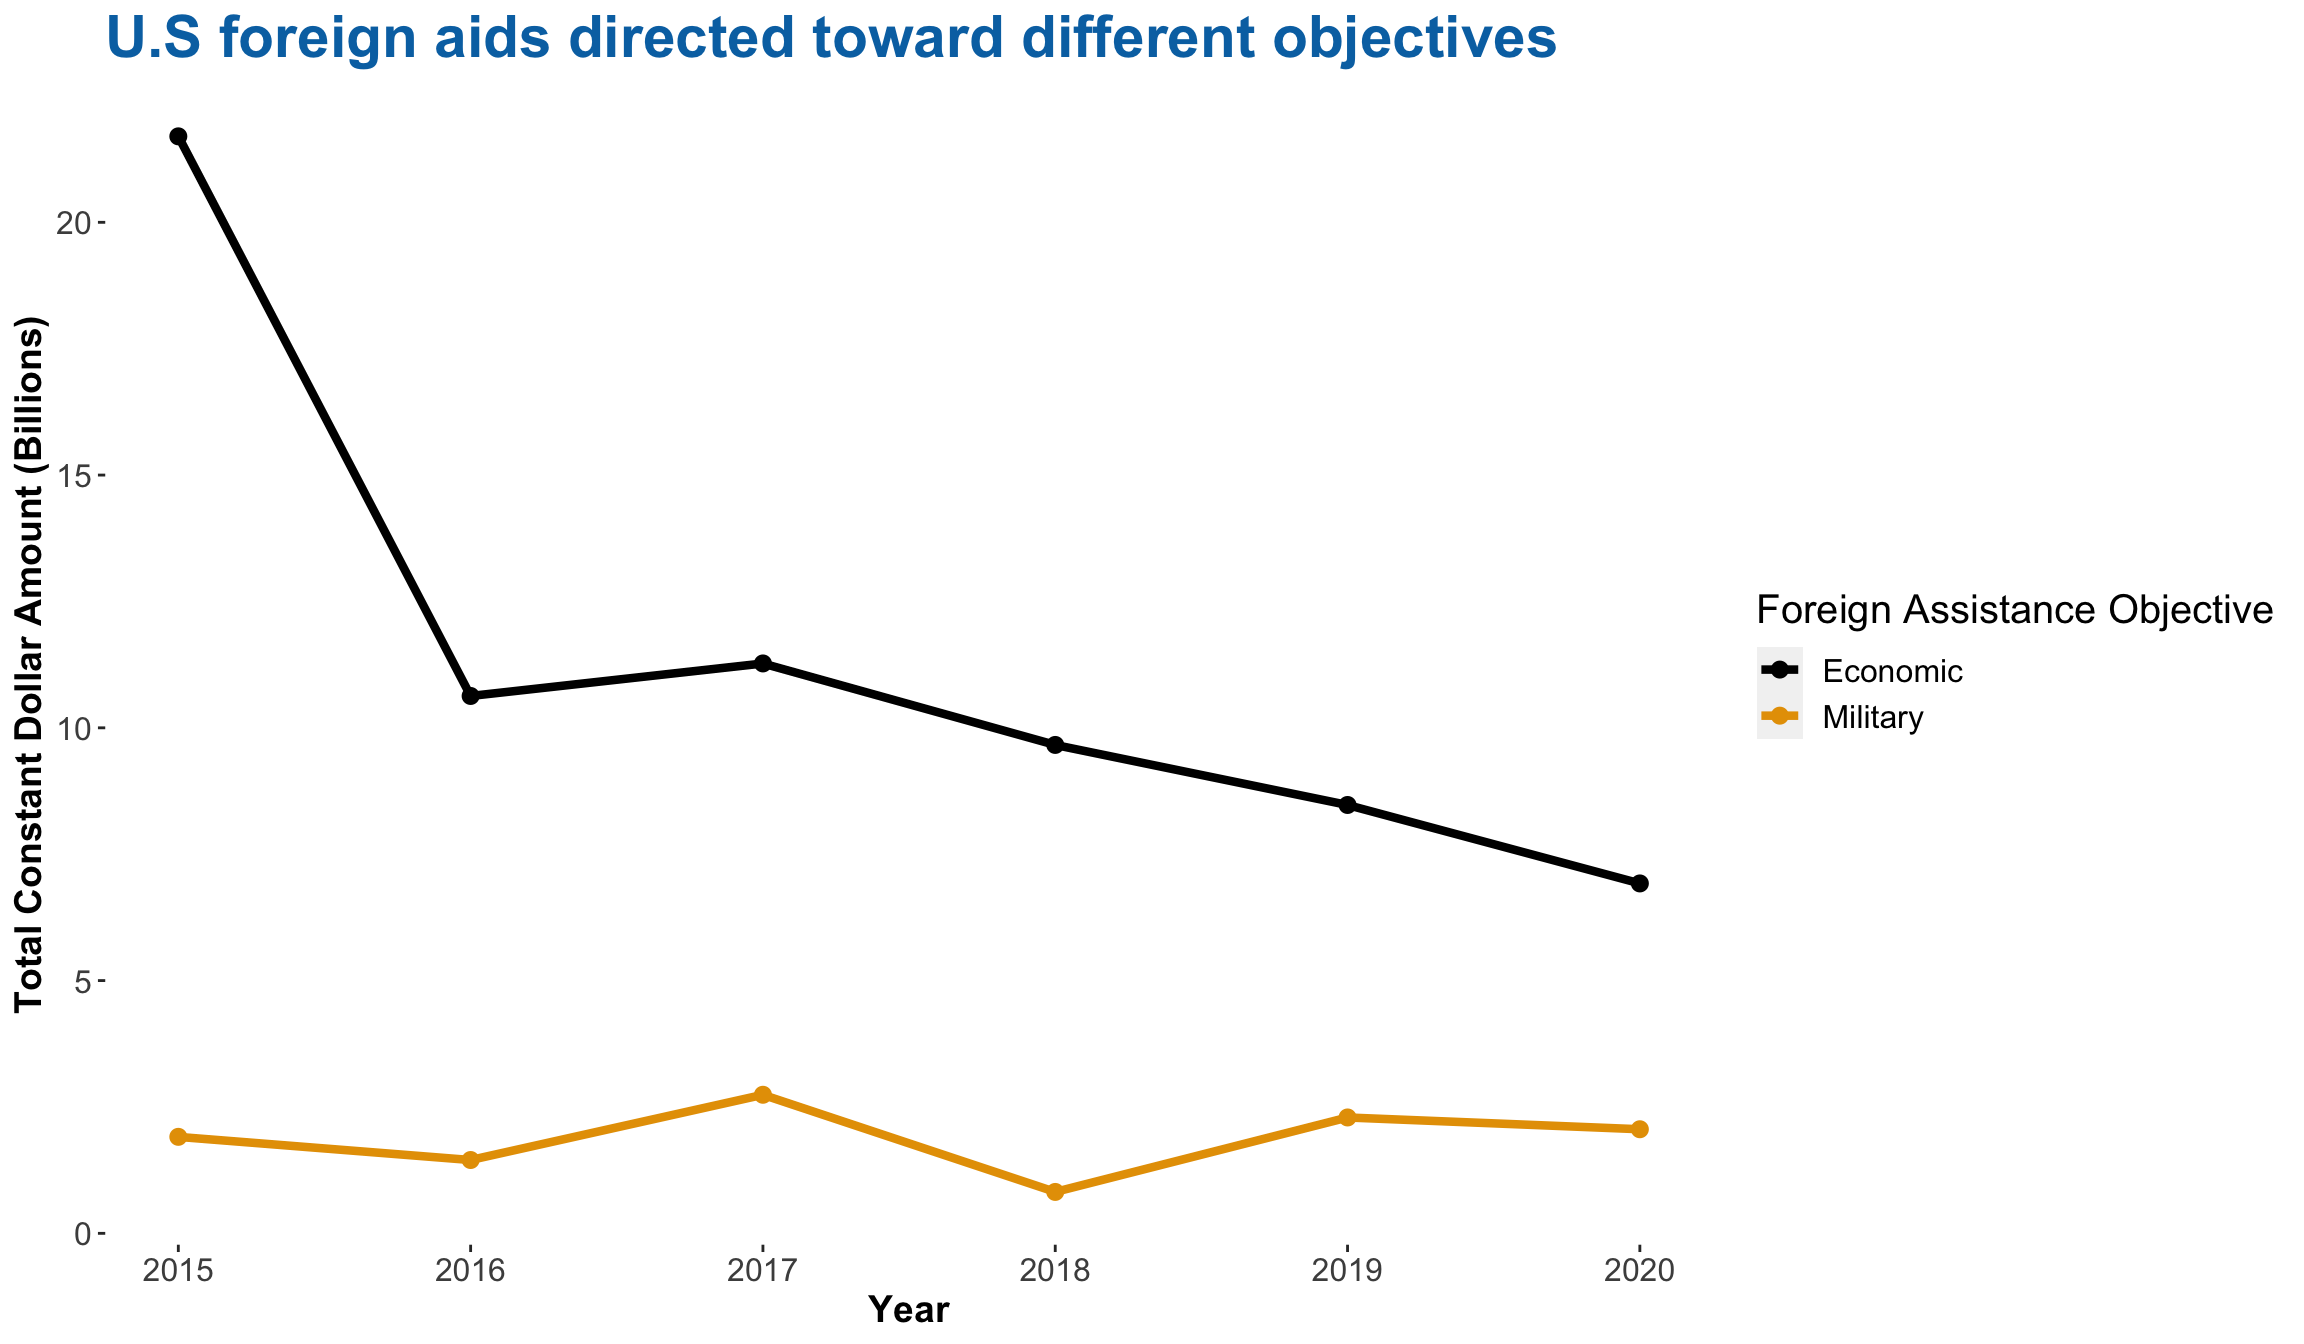 U.S foreign aids directed toward different objectives
Total Constant Dollar Amount (Billions)
20
15
10
5
0
2015 2016 2017 2018 2019 2020
Year
Foreign Assistance Objective
Economic
Military